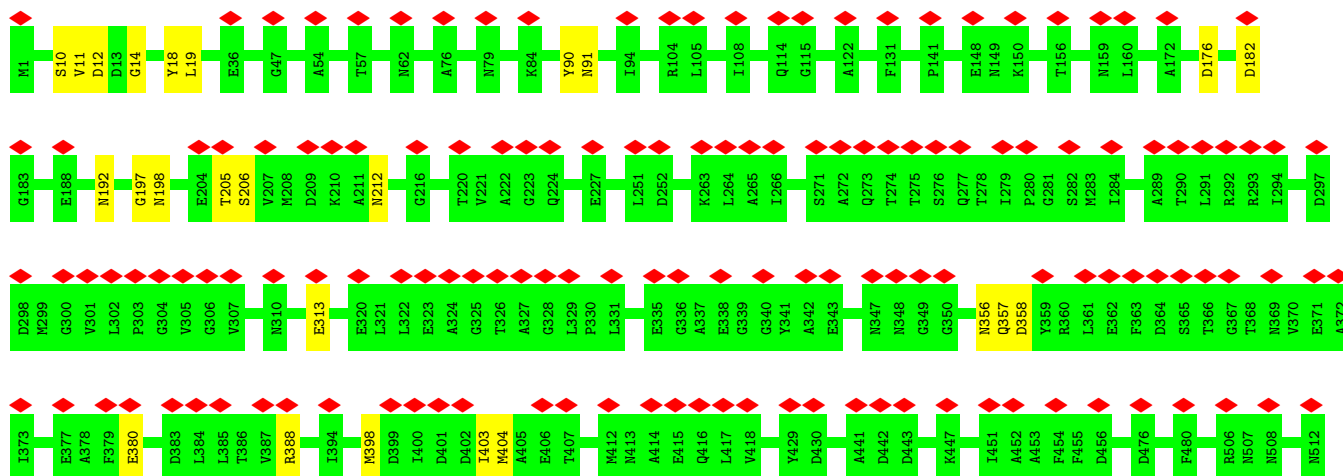 M1 S10 V11 D12 D13 G14 Y18 L19 E36 G47 A54 T57 N62 A76 N79 K84 Y90 N91 I94 R104 L105 I108 Q114 G115 A122 F131 P141 E148 N149 K150 T156 N159 L160 A172 D176 D182
G183 E188 N192 G197 N198 E204 T205 S206 V207 M208 D209 K210 A211 N212 G216 T220 V221 A222 G223 Q224 E227 L251 D252 K263 L264 A265 I266 S271 A272 Q273 T274 T275 S276 Q277 T278 I279 P280 G281 S282 M283 I284 A289 T290 L291 R292 R293 I294 D297
D298 M299 G300 V301 L302 P303 G304 V305 G306 V307 N310 E313 E320 L321 L322 E323 A324 G325 T326 A327 G328 L329 P330 L331 E335 G336 A337 E338 G339 G340 Y341 A342 E343 N347 N348 G349 G350 N356 Q357 D358 Y359 R360 L361 E362 F363 D364 S365 T366 G367 T368 N369 V370 E371 A372
I373 E377 A378 F379 E380 D383 L384 L385 T386 V387 R388 I394 M398 D399 I400 D401 D402 I403 M404 A405 E406 T407 M412 N413 A414 E415 Q416 L417 V418 Y429 D430 A441 D442 D443 K447 I451 A452 A453 F454 F455 D456 D476 F480 R506 N507 N508 N512